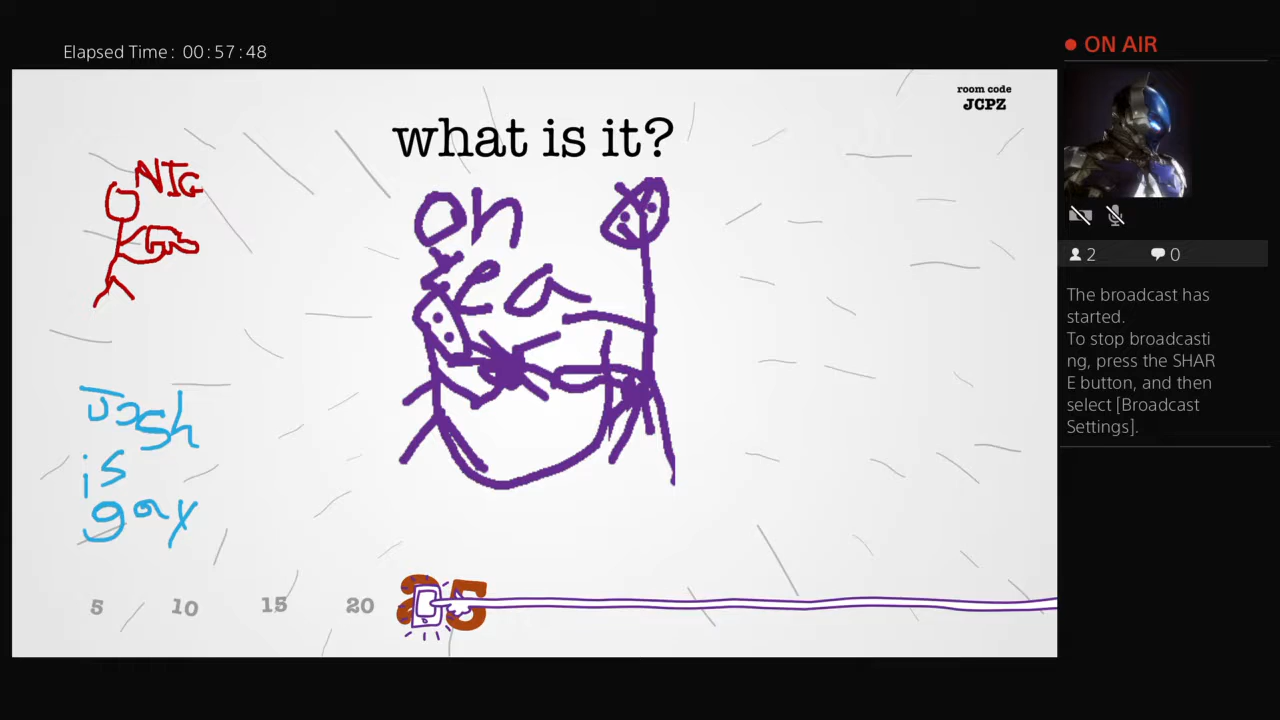 Elapsed Time: 00:57:48
ON AIR
room code
JCPZ
what is it?
NIG
on
tea
Josh
is
gay
2
0
The broadcast has
started.
To stop broadcasti
ng, press the SHAR
E button, and then
select [Broadcast
Settings].
5
10
15
20
25